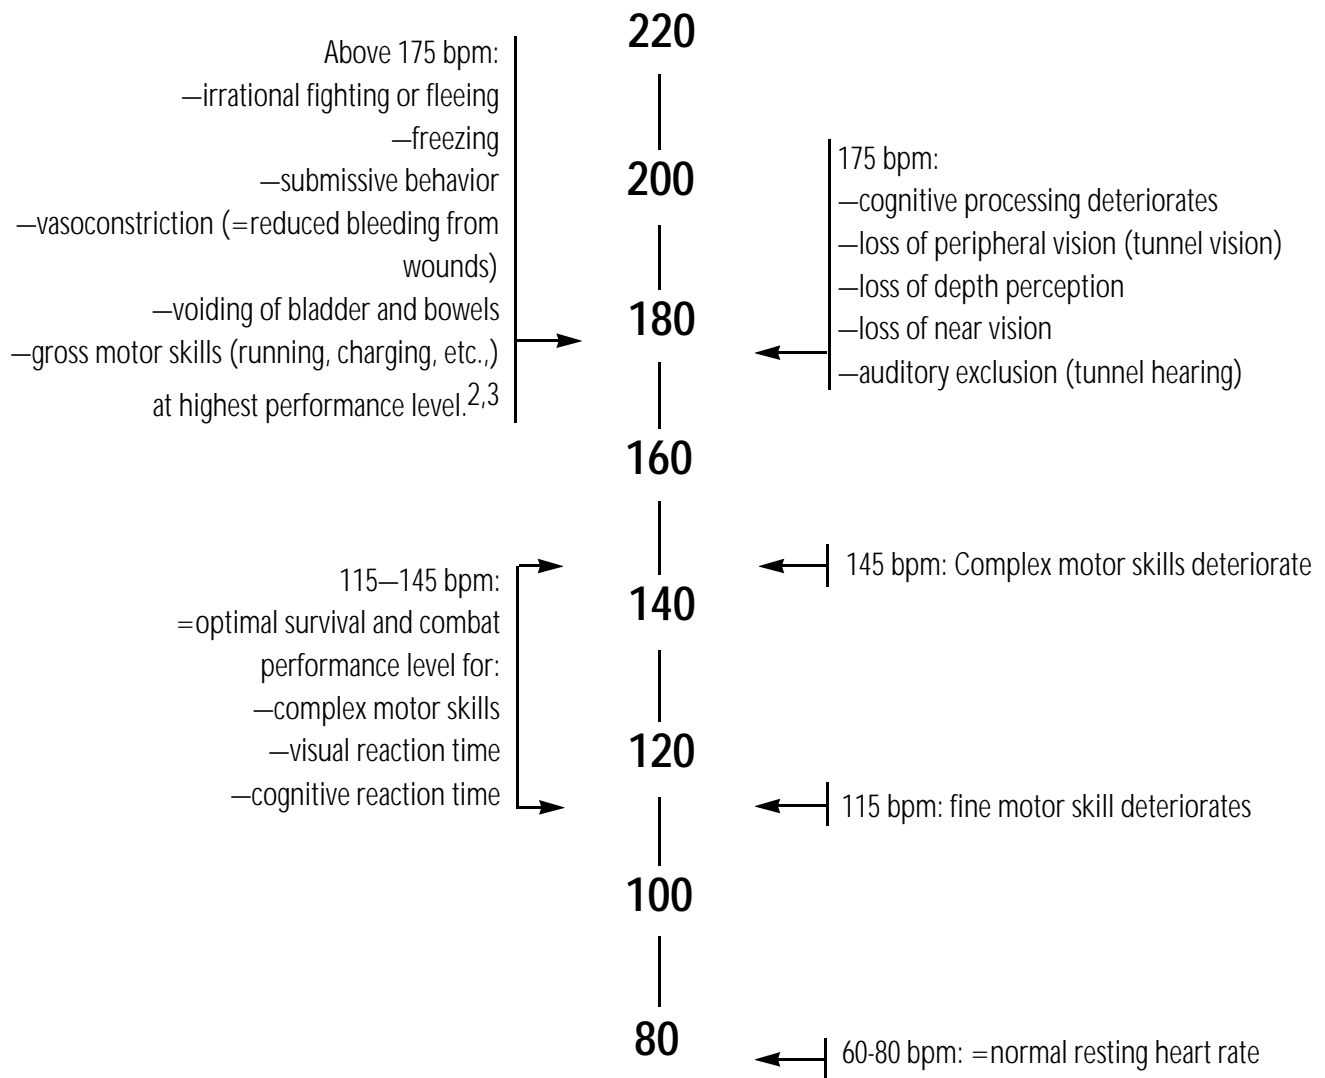 220
Above 175 bpm:
—irrational fighting or fleeing
—freezing
—submissive behavior
—vasoconstriction (=reduced bleeding from
wounds)
—voiding of bladder and bowels
—gross motor skills (running, charging, etc.,)
at highest performance level.2,3
200
175 bpm:
—cognitive processing deteriorates
—loss of peripheral vision (tunnel vision)
—loss of depth perception
—loss of near vision
—auditory exclusion (tunnel hearing)
180
160
145 bpm: Complex motor skills deteriorate
115—145 bpm:
=optimal survival and combat
performance level for:
—complex motor skills
—visual reaction time
—cognitive reaction time
140
120
115 bpm: fine motor skill deteriorates
100
80
60-80 bpm: =normal resting heart rate